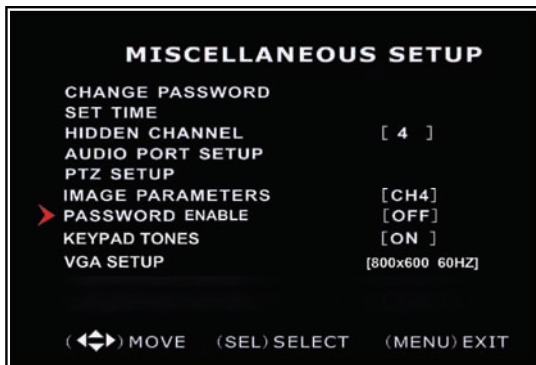 MISCELLANEOUS SETUP
CHANGE PASSWORD
SET TIME
HIDDEN CHANNEL [ 4 ]
AUDIO PORT SETUP
PTZ SETUP
IMAGE PARAMETERS [CH4]
PASSWORD ENABLE [OFF]
KEYPAD TONES [ON ]
VGA SETUP [800x600 60HZ]
( ) MOVE (SEL) SELECT (MENU) EXIT